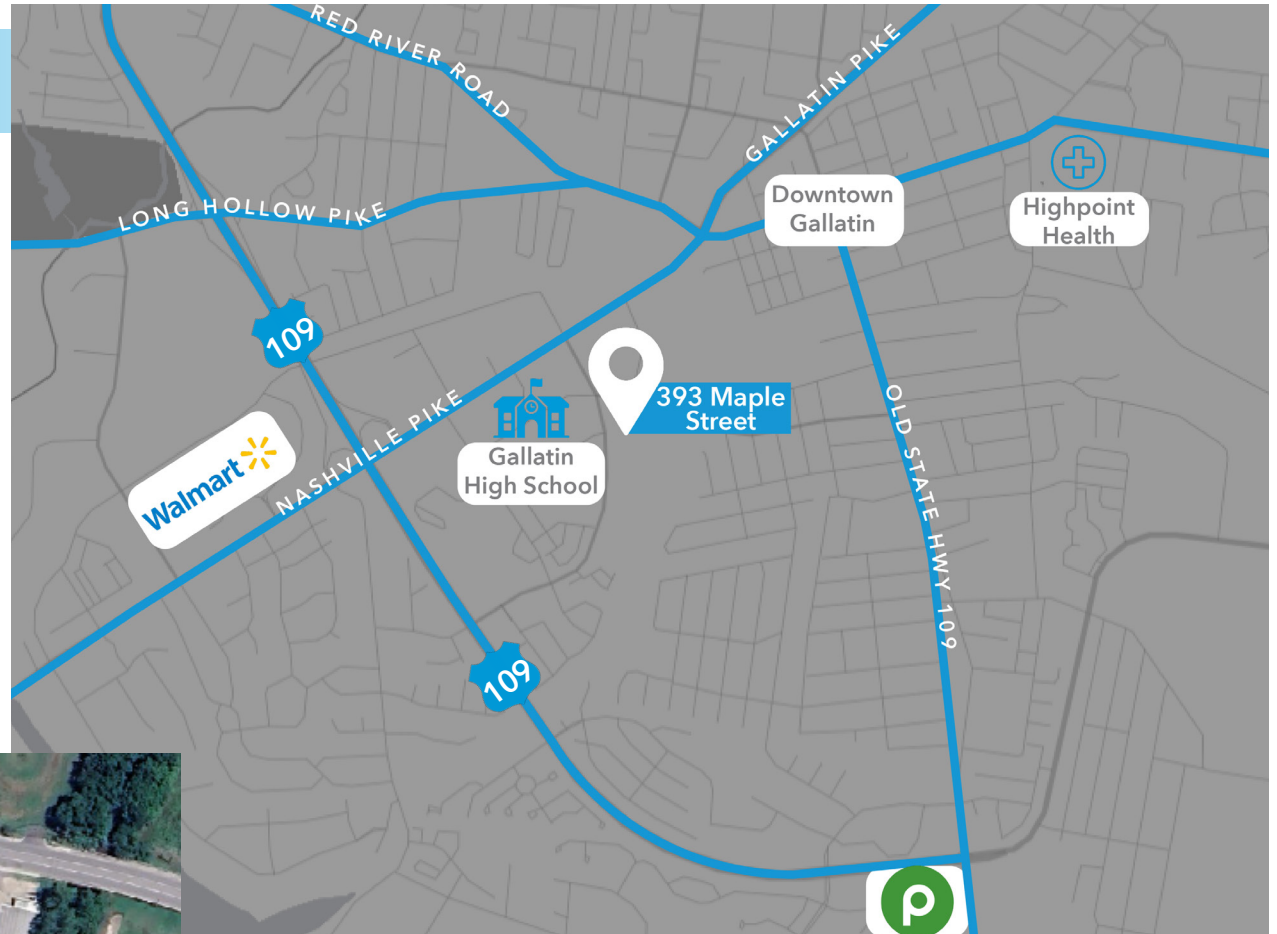 RED RIVER ROAD
GALLATIN PIKE
Downtown
Gallatin
Highpoint
Health
LONG HOLLOW PIKE
109
393 Maple
Street
NASHVILLE PIKE
Gallatin
High School
Walmart
OLD STATE HWY 109
109
p